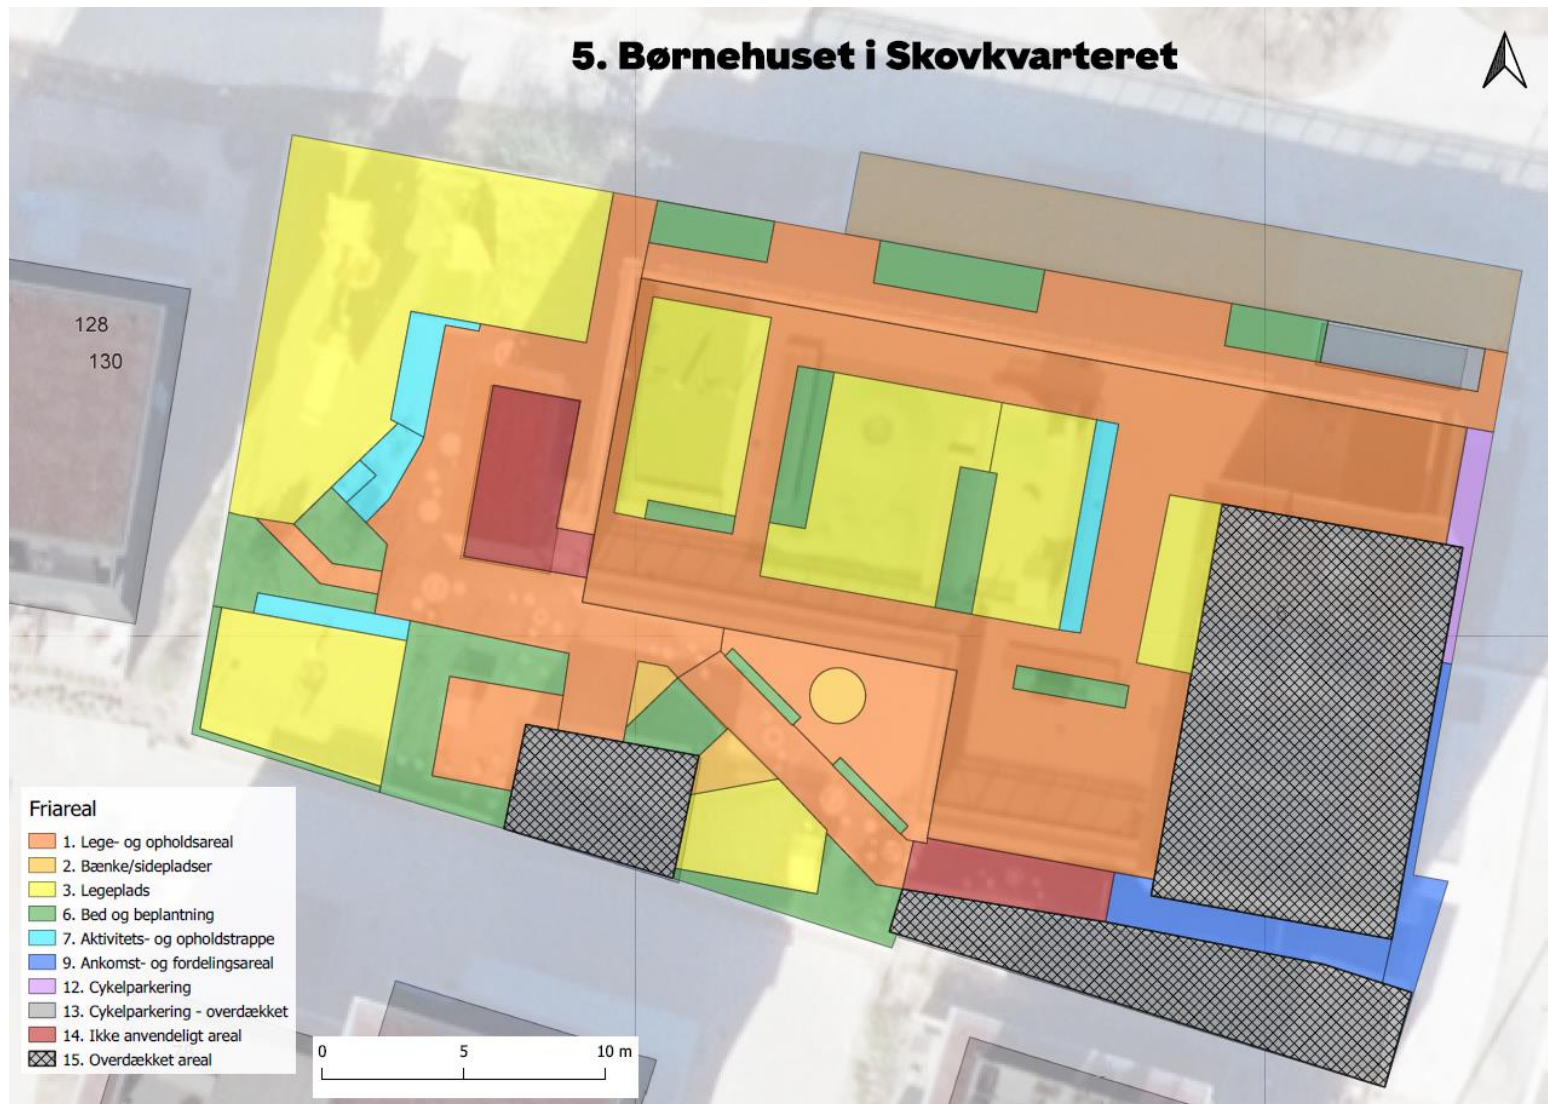 5. Børnehuset i Skovkvarteret
128
130
Friareal
1. Lege- og opholdsareal
2. Bænke/sidepladser
3. Legeplads
6. Bed og beplantning
7. Aktivitets- og opholdstrappe
9. Ankomst- og fordelingsareal
12. Cykelparkering
13. Cykelparkering - overdækket
14. Ikke anvendeligt areal
15. Overdækket areal
0 5 10 m